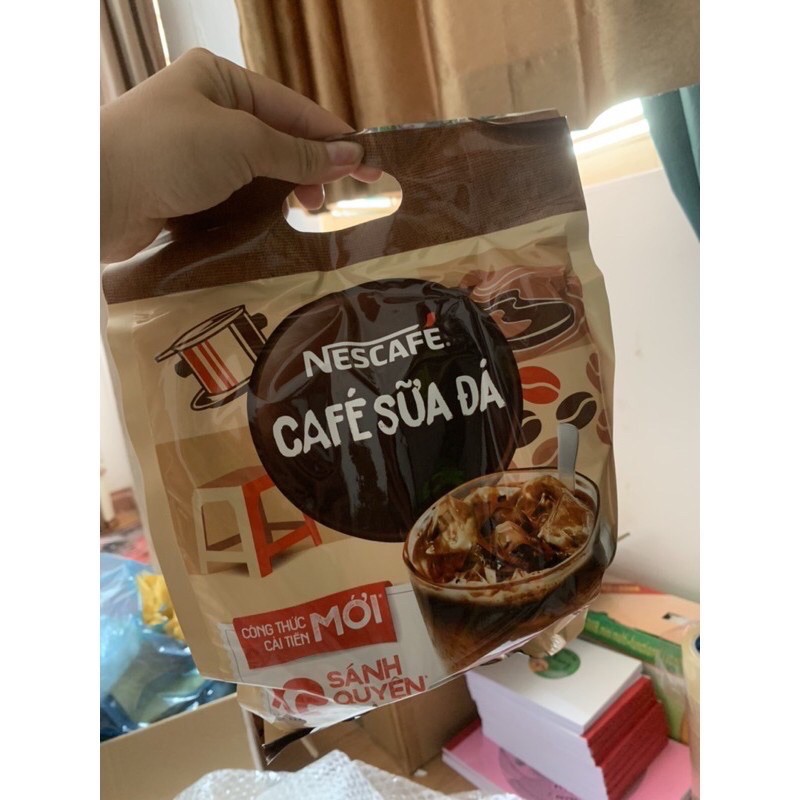 NESCAFÉ.
CAFÉ SỮA ĐÁ
CÔNG THỨC
CẢI TIẾN
MỚI*
SÁNH
QUYỆN*